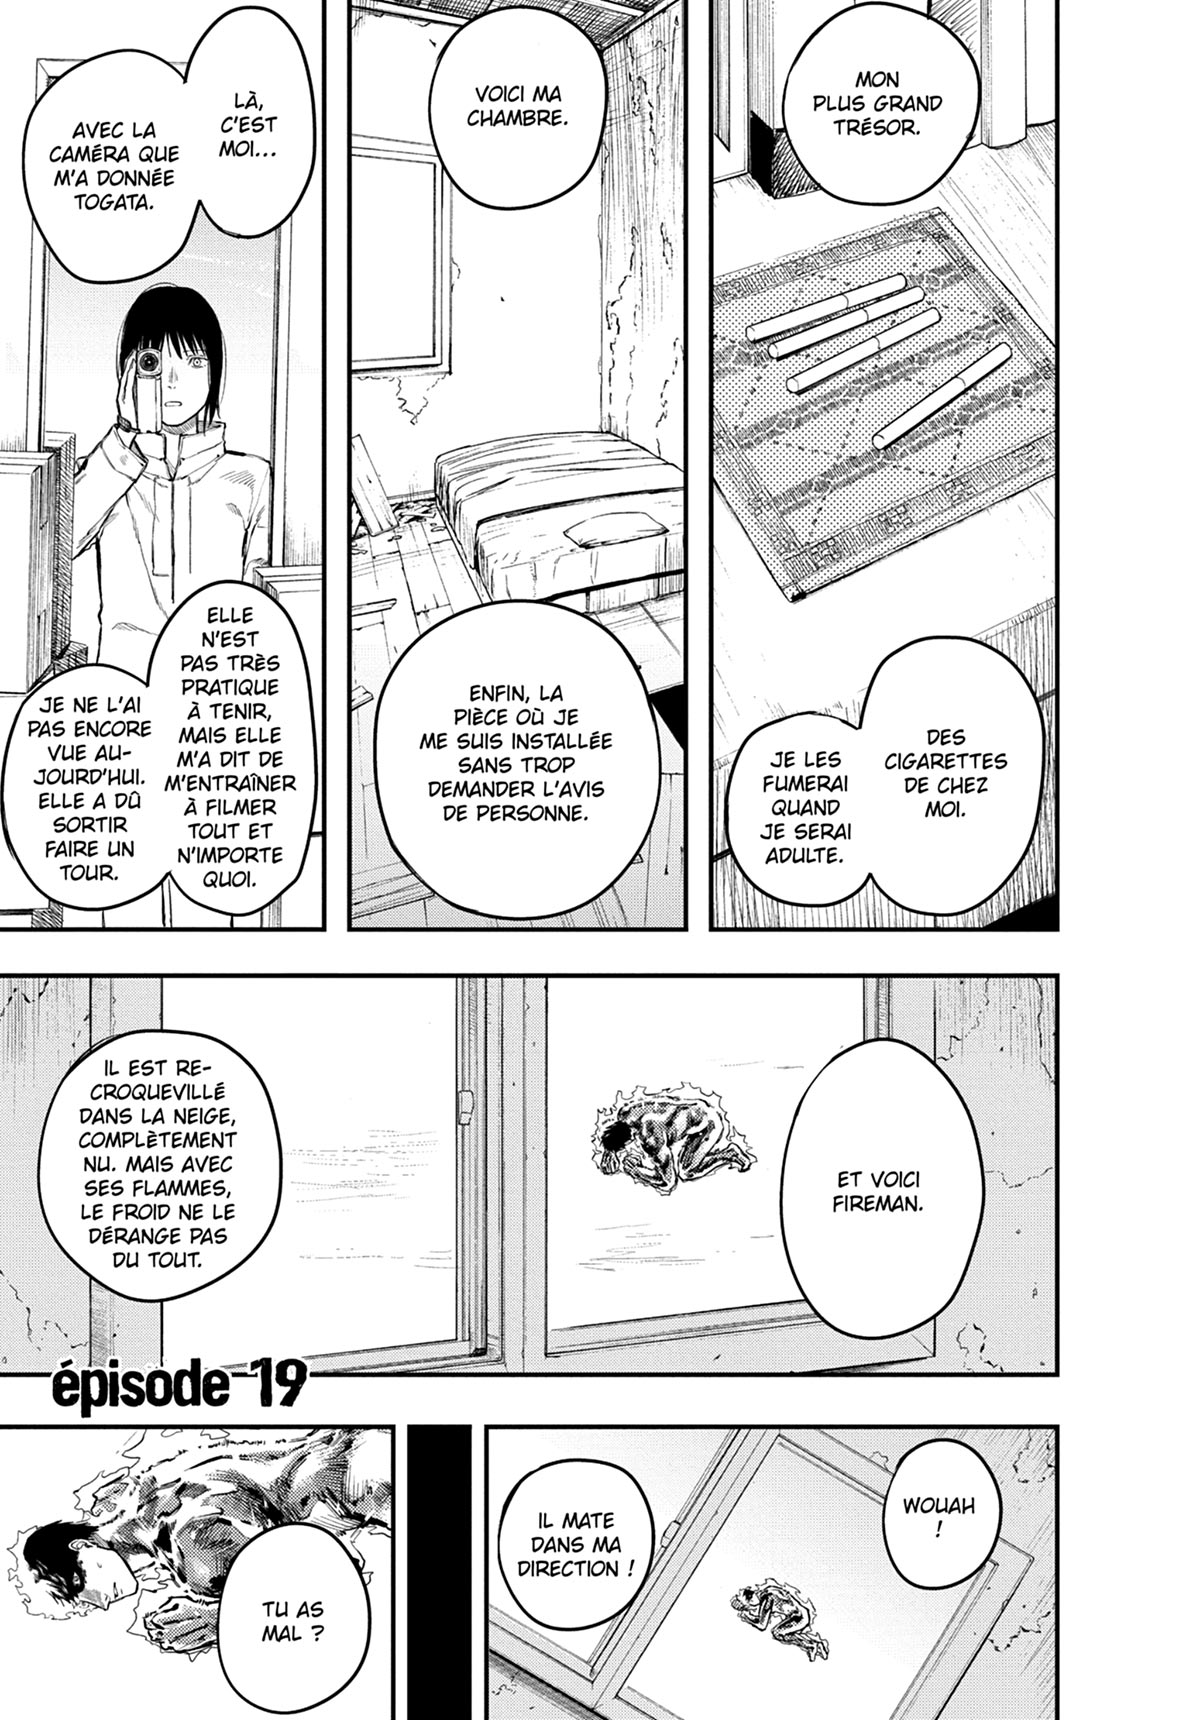 MON
PLUS GRAND
TRÉSOR.
DES
CIGARETTES
DE CHEZ
MOI.
JE LES
FUMERAI
QUAND
JE SERAI
ADULTE.
VOICI MA
CHAMBRE.
ENFIN, LA
PIÈCE OÙ JE
ME SUIS INSTALLÉE
SANS TROP
DEMANDER L'AVIS
DE PERSONNE.
LÀ,
C'EST
MOI...
AVEC LA
CAMÉRA QUE
M'A DONNÉE
TOGATA.
ELLE
N'EST
PAS TRÈS
PRATIQUE
À TENIR,
MAIS ELLE
M'A DIT DE
M'ENTRAÎNER
À FILMER
TOUT ET
N'IMPORTE
QUOI.
JE NE L'AI
PAS ENCORE
VUE AU-
JOURD'HUI.
ELLE A DÛ
SORTIR
FAIRE UN
TOUR.
ET VOICI
FIREMAN.
IL EST RE-
CROQUEVILLÉ
DANS LA NEIGE,
COMPLÈTEMENT
NU. MAIS AVEC
SES FLAMMES,
LE FROID NE LE
DÉRANGE PAS
DU TOUT.
épisode 19
WOUAH
!
IL MATE
DANS MA
DIRECTION !
TU AS
MAL ?